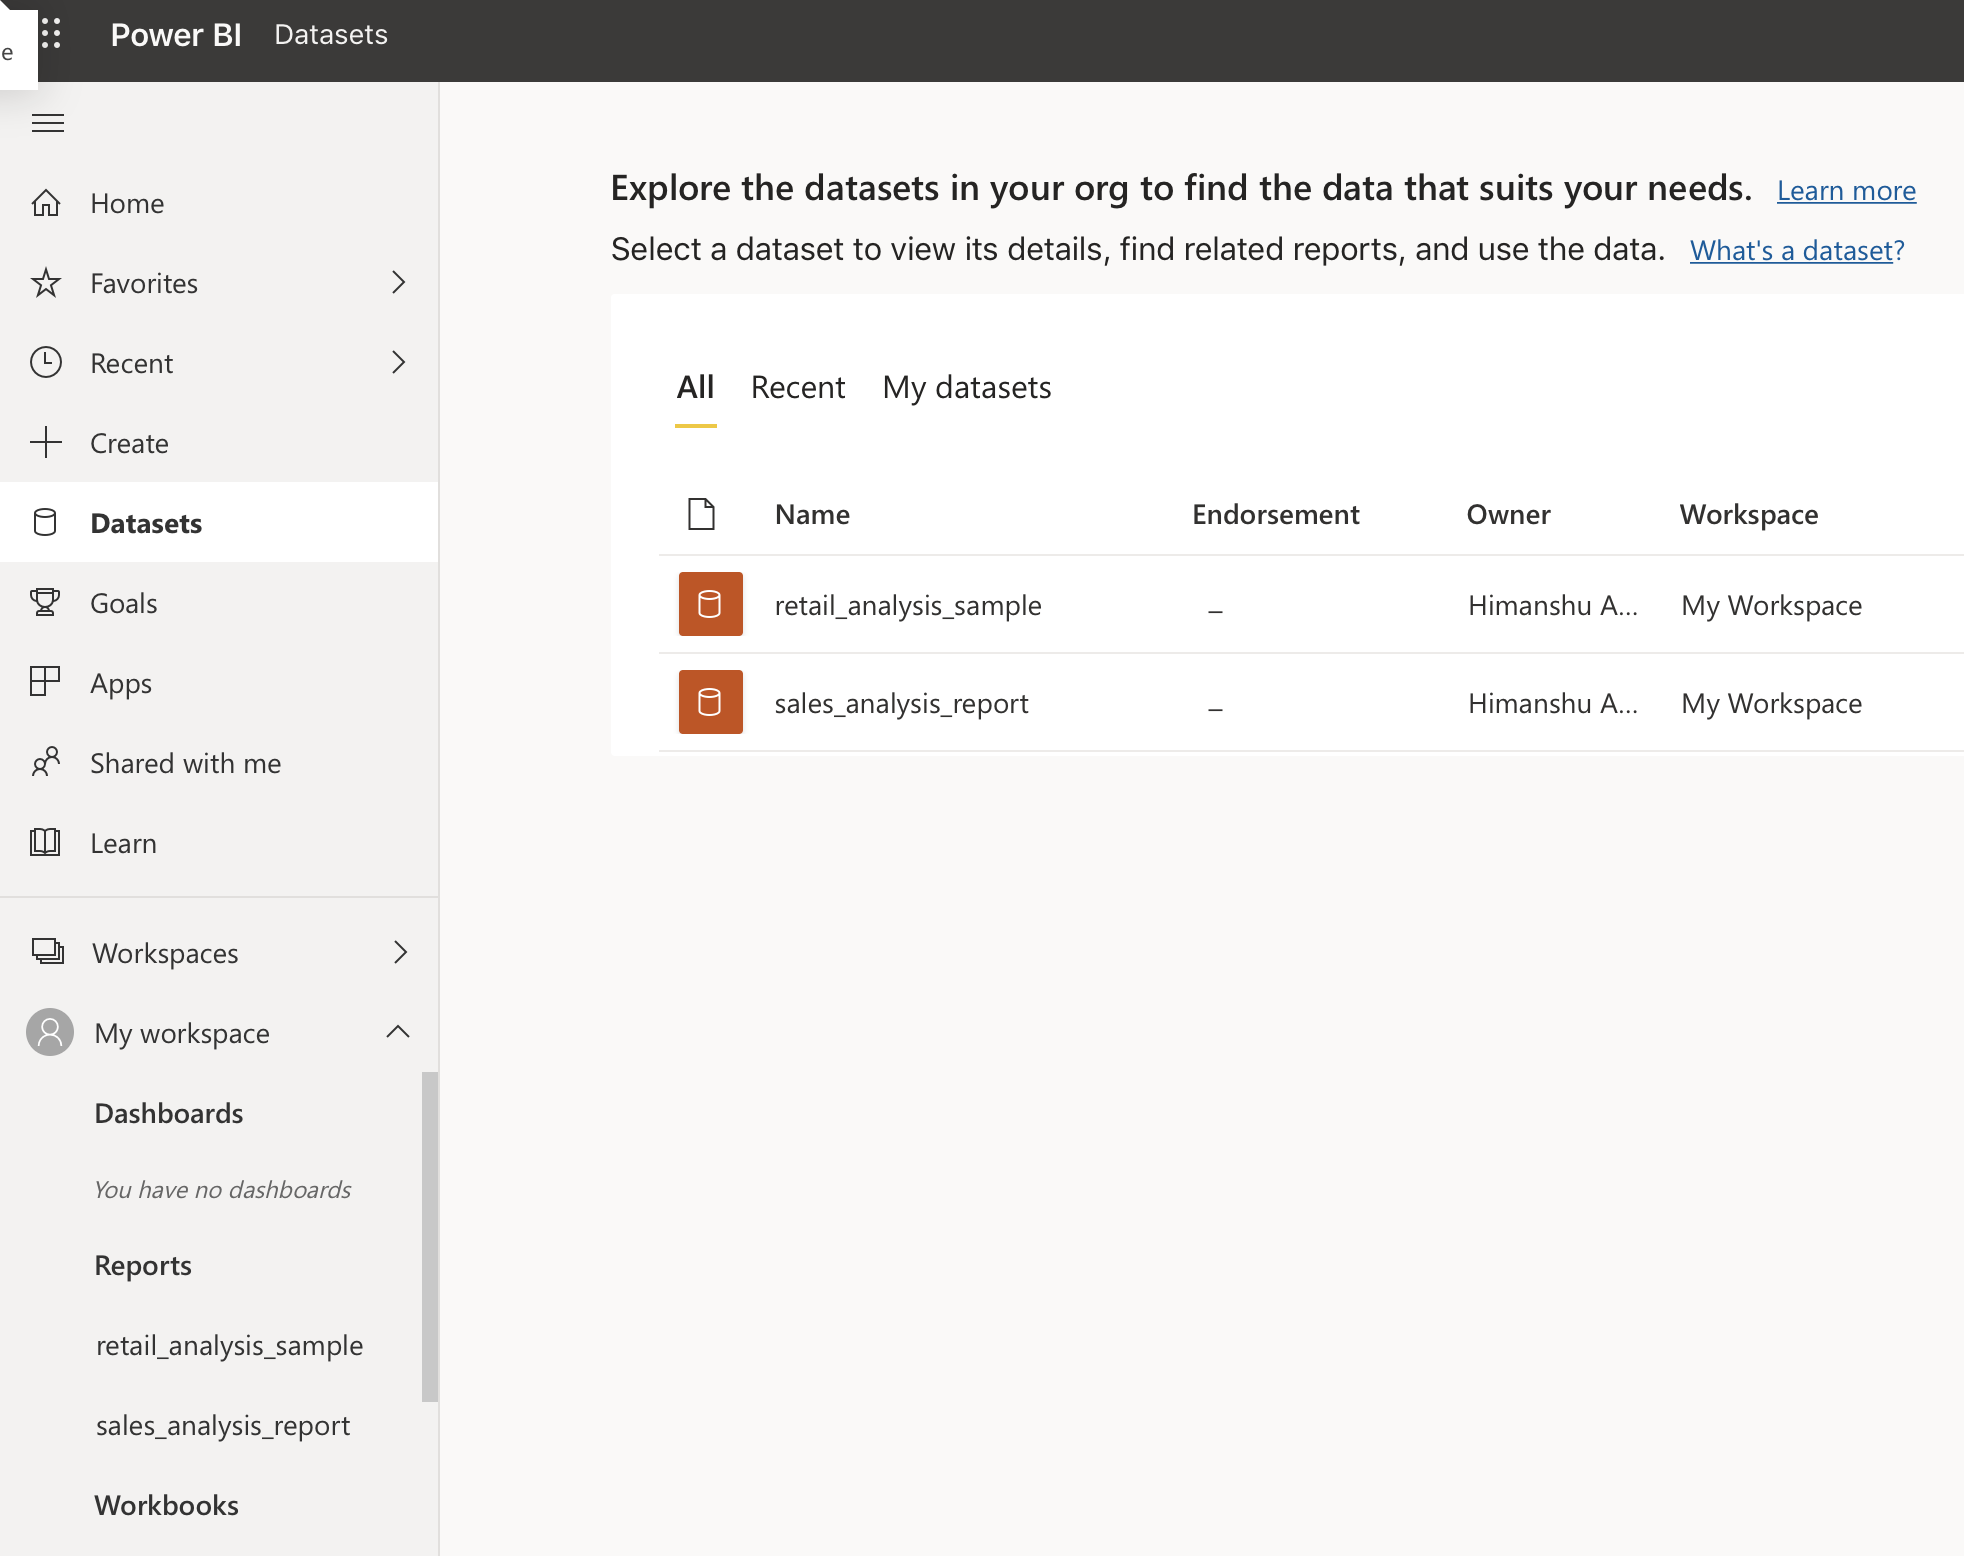 e
Power BI Datasets
Home
Favorites
Recent
Create
Datasets
Goals
Apps
Shared with me
Learn
Workspaces
My workspace
Dashboards
You have no dashboards
Reports
retail_analysis_sample
sales_analysis_report
Workbooks
Explore the datasets in your org to find the data that suits your needs. Learn more
Select a dataset to view its details, find related reports, and use the data. What's a dataset?
All Recent My datasets
Name Endorsement Owner Workspace
retail_analysis_sample – Himanshu A... My Workspace
sales_analysis_report – Himanshu A... My Workspace